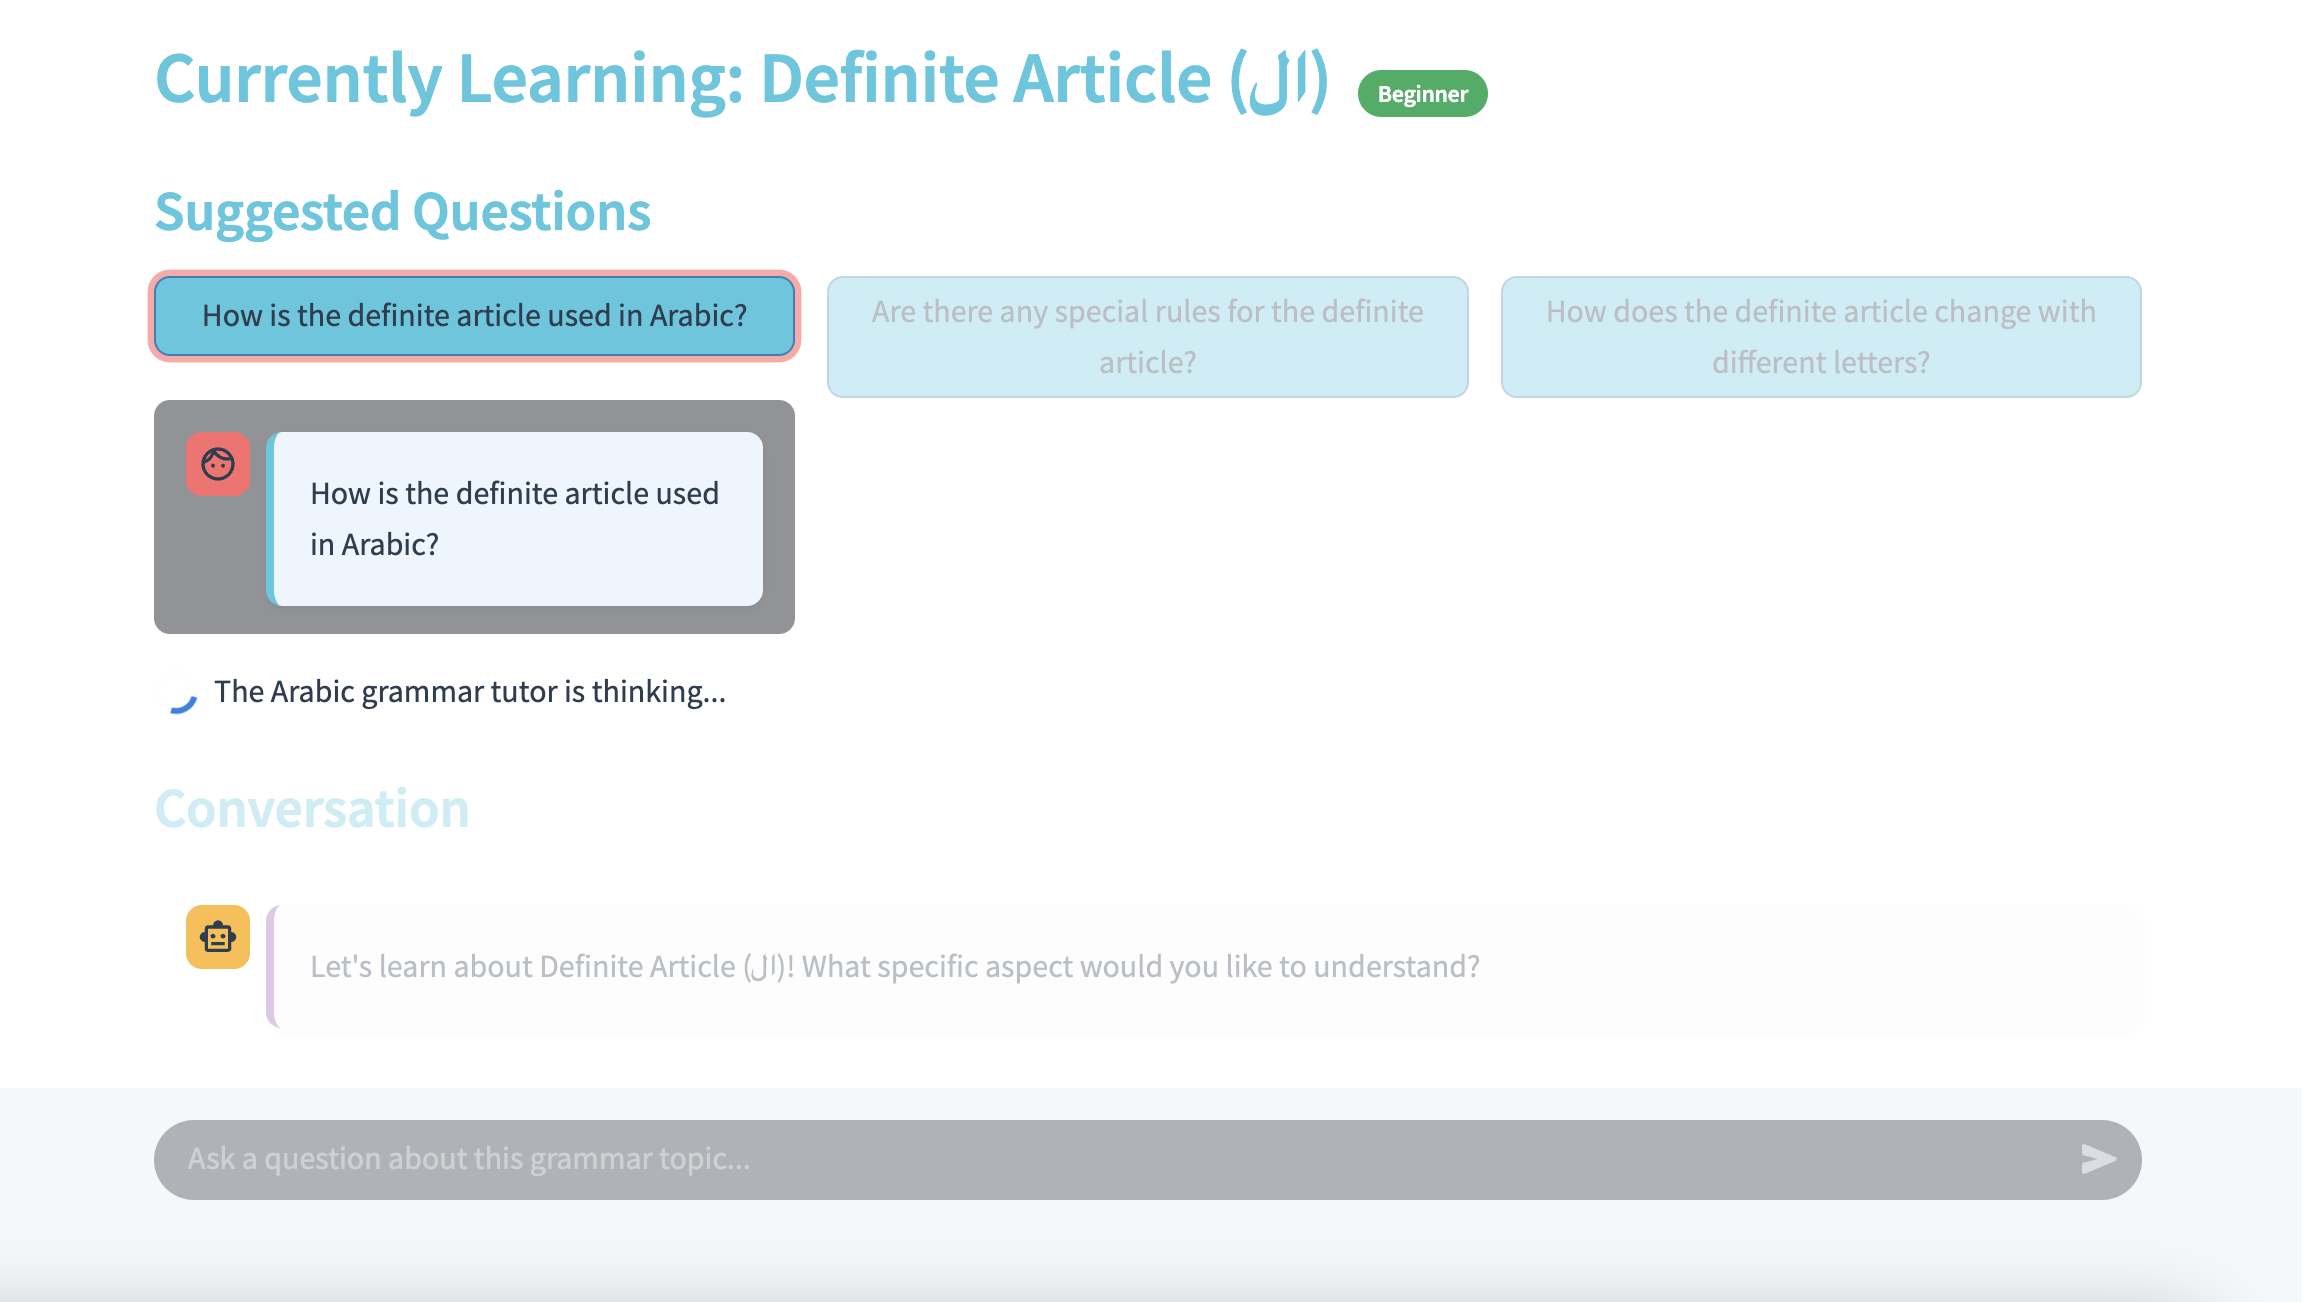 Currently Learning: Definite Article (ال)
Beginner
Suggested Questions
How is the definite article used in Arabic?
Are there any special rules for the definite
article?
How does the definite article change with
different letters?
How is the definite article used
in Arabic?
The Arabic grammar tutor is thinking...
Conversation
Let's learn about Definite Article (ال)! What specific aspect would you like to understand?
Ask a question about this grammar topic...